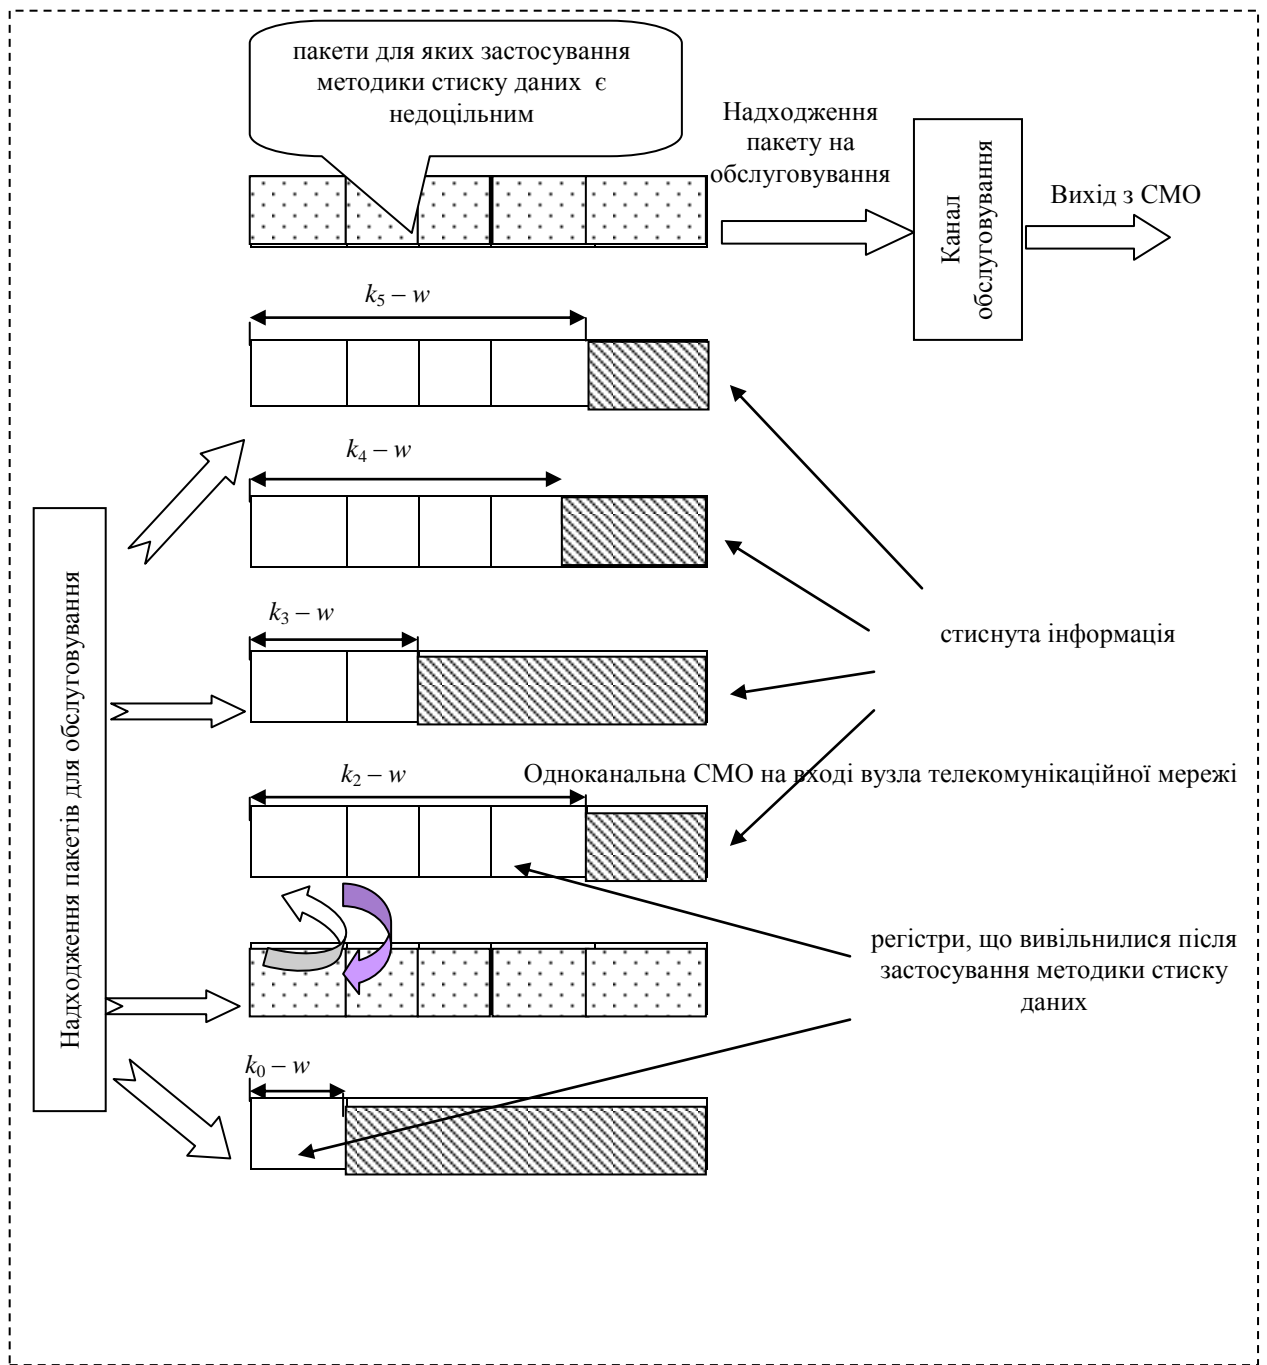 пакети для яких застосування
методики стиску даних є
недоцільним
Надходження
пакету на
обслуговування
Канал
обслуговування
Вихід з СМО
k5 – w
k4 – w
k3 – w
стиснута інформація
k2 – w
Одноканальна СМО на вході вузла телекомунікаційної мережі
Надходження пакетів для обслуговування
регістри, що вивільнилися після
застосування методики стиску
даних
k0 – w